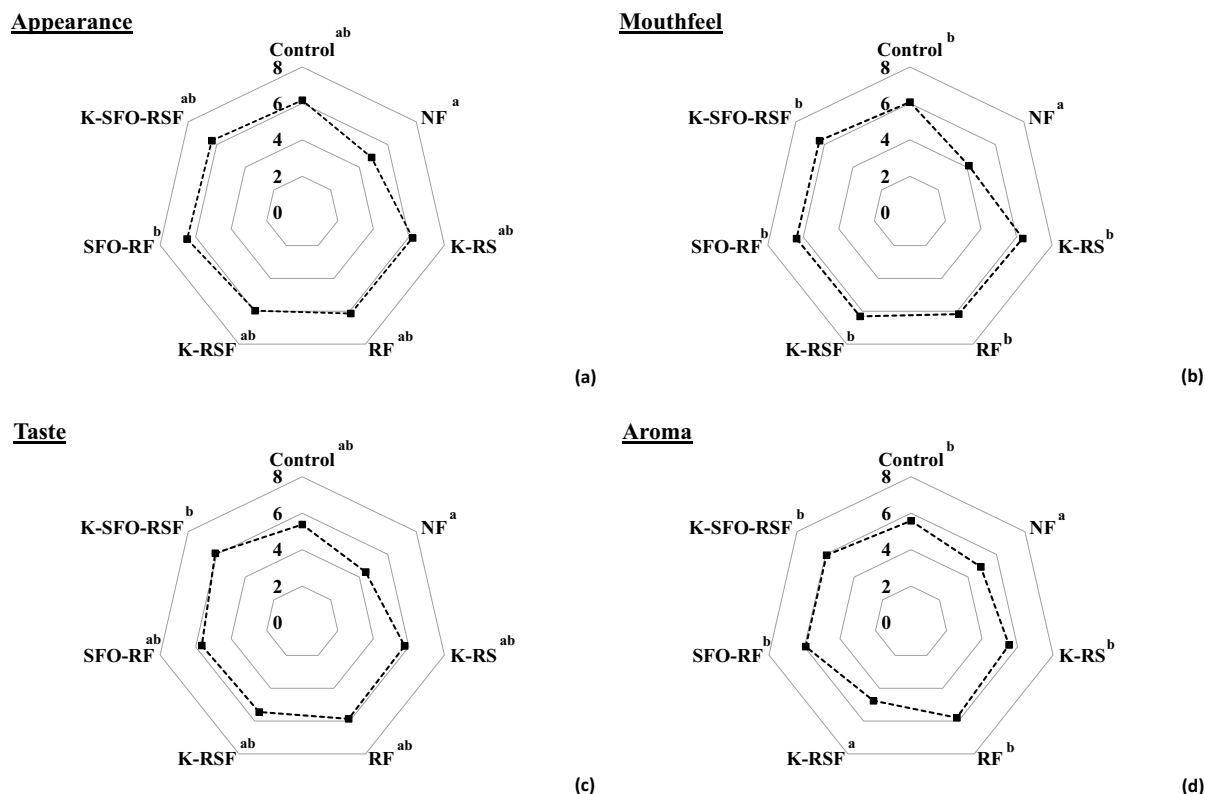 Appearance
Control ab
8
6
4
2
0
NF a
K-RS ab
RF ab
K-RSF ab
SFO-RF b
K-SFO-RSF ab
(a)
Mouthfeel
Control b
8
6
4
2
0
NF a
K-RS b
RF b
K-RSF b
SFO-RF b
K-SFO-RSF b
(b)
Taste
Control ab
8
6
4
2
0
NF a
K-RS ab
RF ab
K-RSF ab
SFO-RF ab
K-SFO-RSF b
(c)
Aroma
Control b
8
6
4
2
0
NF a
K-RS b
RF b
K-RSF a
SFO-RF b
K-SFO-RSF b
(d)